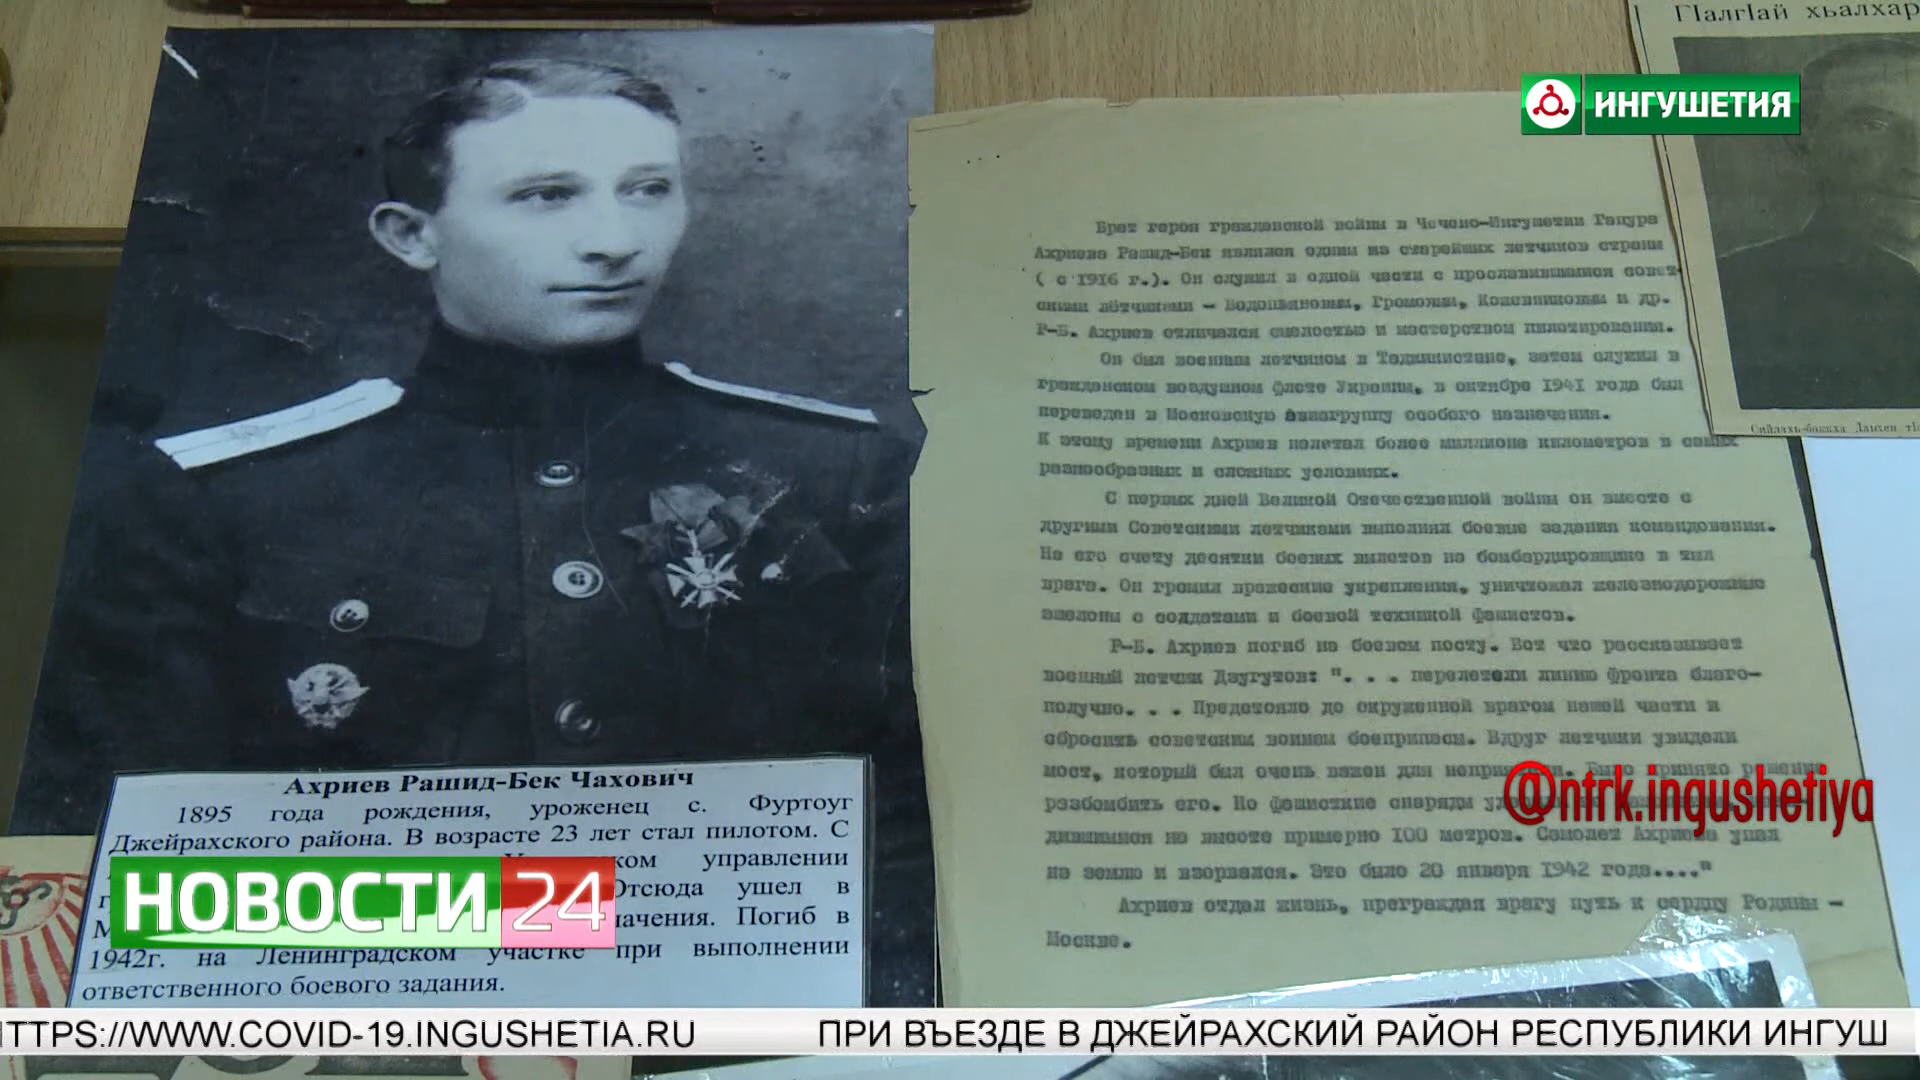 ГIалгIай хьалхар
ИНГУШЕТИЯ
Брат героя гражданской войны в Чечено-Ингушетии Гапура
Ахриева Рашид-Бек являлся одним из старейших летчиков страны
( с 1916 г.). Он служил в одной части с прославившимися совет-
скими лётчиками – Водопьяновым, Громовым, и др.
Р-Б. Ахриев отличался смелостью и мастерством пилотирования.
Он был военным летчиком в Таджикистане, затем служил в
гражданском воздушном флоте Украины, в октябре 1941 года был
переведен в Московскую авиагруппу особого назначения.
К этому времени Ахриев налетал более миллиона километров в самых
разнообразных и сложных условиях.
С первых дней Великой Отечественной войны он вместе с
другими Советскими летчиками выполнял боевые задания командования.
На его счету десятки боевых вылетов на бомбардировщике в тыл
врага. Он громил вражеские укрепления, уничтожал железнодорожные
эшелоны с солдатами и боевой техникой фашистов.
Р-Б. Ахриев погиб на боевом посту. Вот что рассказывает
военный летчик Дзугутов: ". . . перелетели линию фронта благо-
получно. . . Предстояло до окруженной врагом нашей части и
сбросить советским воинам боеприпасы. Вдруг летчики увидели
мост, который был очень важен для Было принято решение
разбомбить его. Но фашистские снаряды
дившимся на высоте примерно 100 метров. Самолет Ахриева упал
на землю и взорвался. Это было 20 января 1942 года...."
Ахриев отдал жизнь, преграждая врагу путь к сердцу Родины –
Москве.
@ntrk.ingushetiya
Ахриев Рашид-Бек Чахович
1895 года рождения, уроженец с. Фуртоуг
Джейрахского района. В возрасте 23 лет стал пилотом. С
управлении
Отсюда ушел в
Погиб в
1942г. на Ленинградском участке при выполнении
ответственного боевого задания.
НОВОСТИ 24
HTTPS://WWW.COVID-19.INGUSHETIA.RU ПРИ ВЪЕЗДЕ В ДЖЕЙРАХСКИЙ РАЙОН РЕСПУБЛИКИ ИНГУШ